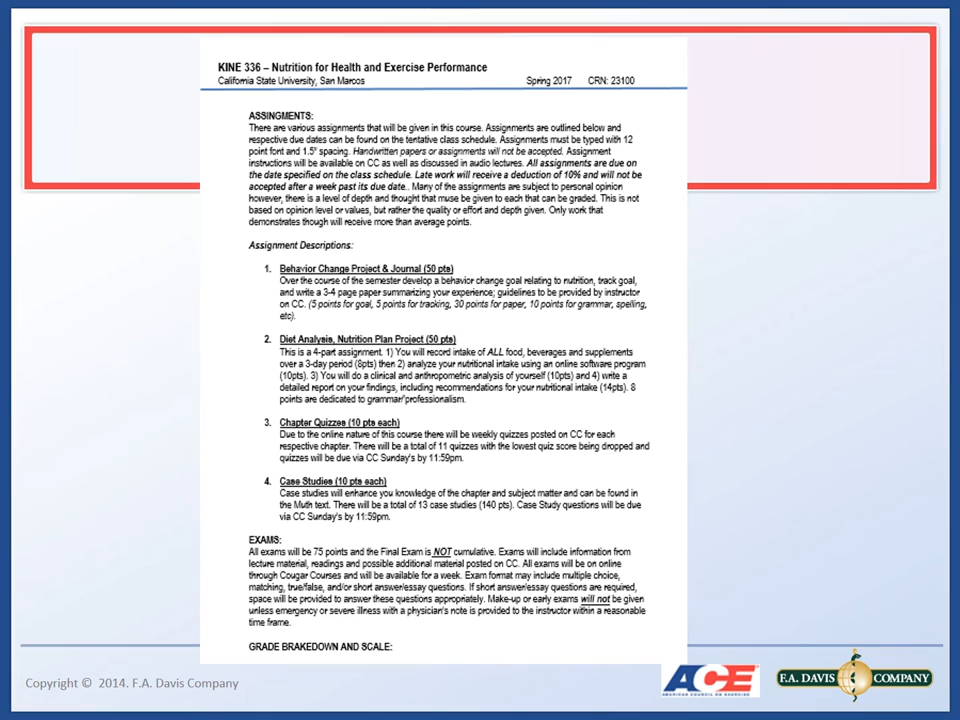 KINE 336 – Nutrition for Health and Exercise Performance
California State University, San Marcos Spring 2017 CRN: 23100
ASSINGMENTS:
There are various assignments that will be given in this course. Assignments are outlined below and
respective due dates can be found on the tentative class schedule. Assignments must be typed with 12
point font and 1.5" spacing. Handwritten papers or assignments will not be accepted. Assignment
instructions will be available on CC as well as discussed in audio lectures. All assignments are due on
the date specified on the class schedule. Late work will receive a deduction of 10% and will not be
accepted after a week past its due date.. Many of the assignments are subject to personal opinion
however, there is a level of depth and thought that muse be given to each that can be graded. This is not
based on opinion level or values, but rather the quality or effort and depth given. Only work that
demonstrates though will receive more than average points.
Assignment Descriptions:
1. Behavior Change Project & Journal (50 pts)
Over the course of the semester develop a behavior change goal relating to nutrition, track goal,
and write a 3-4 page paper summarizing your experience; guidelines to be provided by instructor
on CC. (5 points for goal, 5 points for tracking, 30 points for paper, 10 points for grammar, spelling,
etc).
2. Diet Analysis, Nutrition Plan Project (50 pts)
This is a 4-part assignment. 1) You will record intake of ALL food, beverages and supplements
over a 3-day period (8pts) then 2) analyze your nutritional intake using an online software program
(10pts). 3) You will do a clinical and anthropometric analysis of yourself (10pts) and 4) write a
detailed report on your findings, including recommendations for your nutritional intake (14pts). 8
points are dedicated to grammar/professionalism.
3. Chapter Quizzes (10 pts each)
Due to the online nature of this course there will be weekly quizzes posted on CC for each
respective chapter. There will be a total of 11 quizzes with the lowest quiz score being dropped and
quizzes will be due via CC Sunday's by 11:59pm.
4. Case Studies (10 pts each)
Case studies will enhance you knowledge of the chapter and subject matter and can be found in
the Muth text. There will be a total of 13 case studies (140 pts). Case Study questions will be due
via CC Sunday's by 11:59pm.
EXAMS:
All exams will be 75 points and the Final Exam is NOT cumulative. Exams will include information from
lecture material, readings and possible additional material posted on CC. All exams will be on online
through Cougar Courses and will be available for a week. Exam format may include multiple choice,
matching, true/false, and/or short answer/essay questions. If short answer/essay questions are required,
space will be provided to answer these questions appropriately. Make-up or early exams will not be given
unless emergency or severe illness with a physician's note is provided to the instructor within a reasonable
time frame.
GRADE BRAKEDOWN AND SCALE:
Copyright © 2014. F.A. Davis Company
ACE
AMERICAN COUNCIL ON EXERCISE
F.A. DAVIS COMPANY